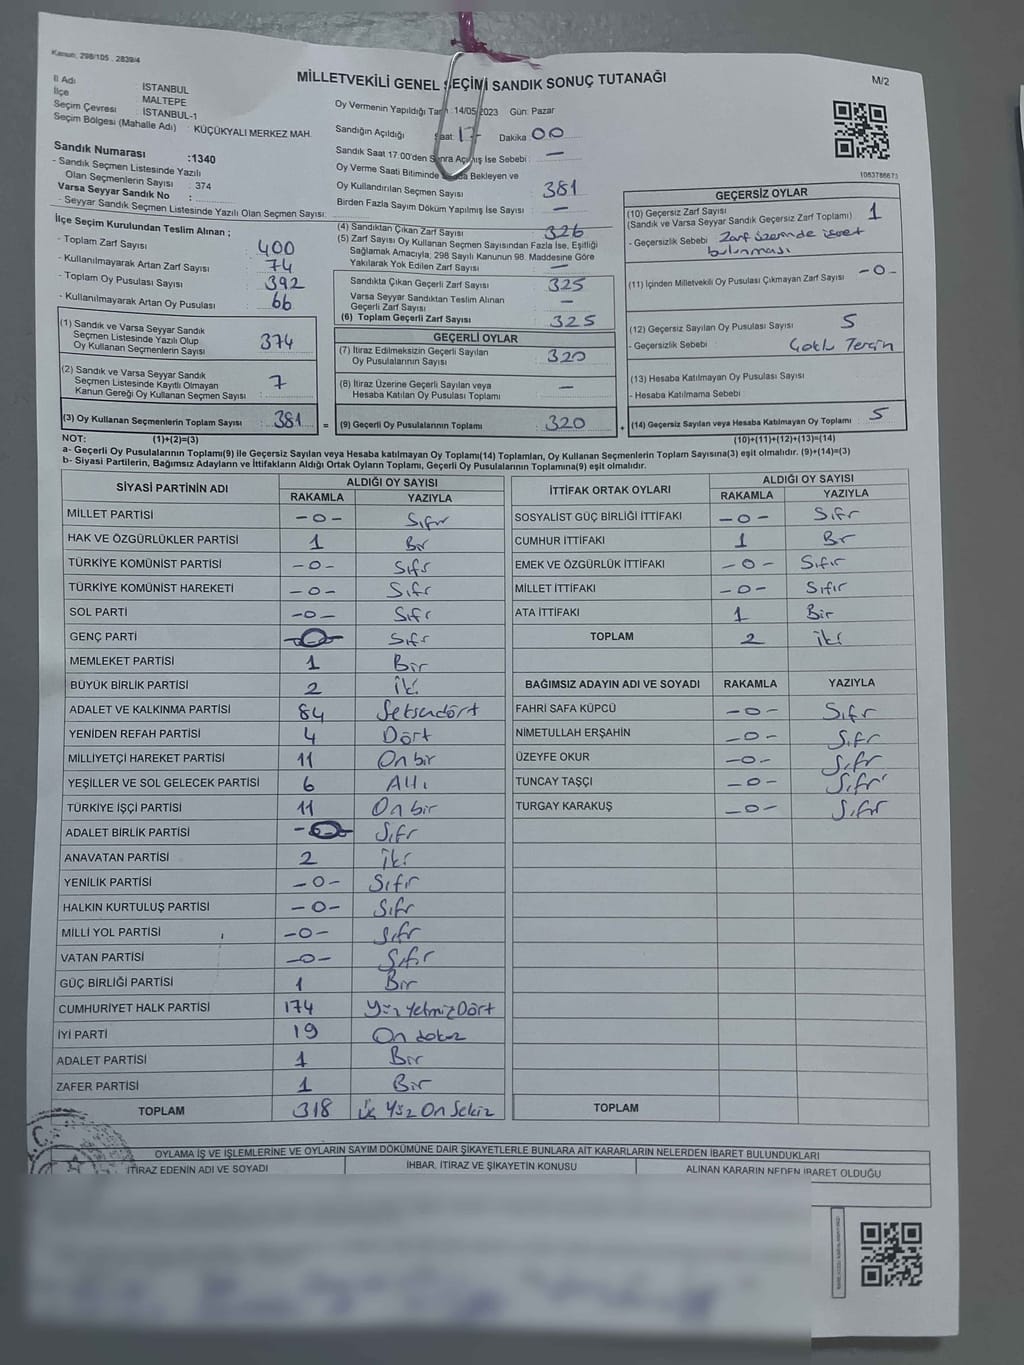 Kanun: 298/105 . 2839/4
MİLLETVEKİLİ GENEL SEÇİMİ SANDIK SONUÇ TUTANAĞI
M/2
İl Adı : İSTANBUL
İlçe : MALTEPE
Seçim Çevresi : İSTANBUL-1
Seçim Bölgesi (Mahalle Adı) : KÜÇÜKYALI MERKEZ MAH.
Oy Vermenin Yapıldığı Tarih : 14/05/2023 Gün: Pazar
Sandığın Açıldığı Saat: 17 Dakika: 00
Sandık Saat 17.00'den Sonra Açılmış İse Sebebi : —
Oy Verme Saati Bitiminde Bekleyen ve
Oy Kullandırılan Seçmen Sayısı : 381
Birden Fazla Sayım Döküm Yapılmış İse Sayısı : —
1063786673
Sandık Numarası :1340
- Sandık Seçmen Listesinde Yazılı
Olan Seçmenlerin Sayısı : 374
Varsa Seyyar Sandık No :
- Seyyar Sandık Seçmen Listesinde Yazılı Olan Seçmen Sayısı:
İlçe Seçim Kurulundan Teslim Alınan ;
- Toplam Zarf Sayısı : 400
- Kullanılmayarak Artan Zarf Sayısı : 74
- Toplam Oy Pusulası Sayısı : 392
- Kullanılmayarak Artan Oy Pusulası : 66
(1) Sandık ve Varsa Seyyar Sandık
Seçmen Listesinde Yazılı Olup
Oy Kullanan Seçmenlerin Sayısı : 374
(2) Sandık ve Varsa Seyyar Sandık
Seçmen Listesinde Kayıtlı Olmayan
Kanun Gereği Oy Kullanan Seçmen Sayısı : 7
(3) Oy Kullanan Seçmenlerin Toplam Sayısı : 381 =
(4) Sandıktan Çıkan Zarf Sayısı : 326
(5) Zarf Sayısı Oy Kullanan Seçmen Sayısından Fazla İse, Eşitliği
Sağlamak Amacıyla; 298 Sayılı Kanunun 98. Maddesine Göre
Yakılarak Yok Edilen Zarf Sayısı : —
Sandıkta Çıkan Geçerli Zarf Sayısı : 325
Varsa Seyyar Sandıktan Teslim Alınan
Geçerli Zarf Sayısı : —
(6) Toplam Geçerli Zarf Sayısı : 325
GEÇERLİ OYLAR
(7) İtiraz Edilmeksizin Geçerli Sayılan
Oy Pusulalarının Sayısı : 320
(8) İtiraz Üzerine Geçerli Sayılan veya
Hesaba Katılan Oy Pusulası Toplamı : —
(9) Geçerli Oy Pusulalarının Toplamı : 320 +
GEÇERSİZ OYLAR
(10) Geçersiz Zarf Sayısı
(Sandık ve Varsa Seyyar Sandık Geçersiz Zarf Toplamı) : 1
- Geçersizlik Sebebi : Zarf üzerinde işaret
bulunması
(11) İçinden Milletvekili Oy Pusulası Çıkmayan Zarf Sayısı : -0-
(12) Geçersiz Sayılan Oy Pusulası Sayısı : 5
- Geçersizlik Sebebi : Çoklu Tercih
(13) Hesaba Katılmayan Oy Pusulası Sayısı :
- Hesaba Katılmama Sebebi :
(14) Geçersiz Sayılan veya Hesaba Katılmayan Oy Toplamı : 5
NOT: (1)+(2)=(3) (10)+(11)+(12)+(13)=(14)
a- Geçerli Oy Pusulalarının Toplamı(9) ile Geçersiz Sayılan veya Hesaba katılmayan Oy Toplamı(14) Toplamları, Oy Kullanan Seçmenlerin Toplam Sayısına(3) eşit olmalıdır. (9)+(14)=(3)
b- Siyasi Partilerin, Bağımsız Adayların ve İttifakların Aldığı Ortak Oyların Toplamı, Geçerli Oy Pusulalarının Toplamına(9) eşit olmalıdır.
SİYASİ PARTİNİN ADI ALDIĞI OY SAYISI
RAKAMLA YAZIYLA
MİLLET PARTİSİ -0- Sıfır
HAK VE ÖZGÜRLÜKLER PARTİSİ 1 Bir
TÜRKİYE KOMÜNİST PARTİSİ -0- Sıfır
TÜRKİYE KOMÜNİST HAREKETİ -0- Sıfır
SOL PARTİ -0- Sıfır
GENÇ PARTİ -0- Sıfır
MEMLEKET PARTİSİ 1 Bir
BÜYÜK BİRLİK PARTİSİ 2 İki
ADALET VE KALKINMA PARTİSİ 84 Seksendört
YENİDEN REFAH PARTİSİ 4 Dört
MİLLİYETÇİ HAREKET PARTİSİ 11 On bir
YEŞİLLER VE SOL GELECEK PARTİSİ 6 Altı
TÜRKİYE İŞÇİ PARTİSİ 11 On bir
ADALET BİRLİK PARTİSİ -0- Sıfır
ANAVATAN PARTİSİ 2 İki
YENİLİK PARTİSİ -0- Sıfır
HALKIN KURTULUŞ PARTİSİ -0- Sıfır
MİLLİ YOL PARTİSİ -0- Sıfır
VATAN PARTİSİ -0- Sıfır
GÜÇ BİRLİĞİ PARTİSİ 1 Bir
CUMHURİYET HALK PARTİSİ 174 Yüz YetmişDört
İYİ PARTİ 19 On dokuz
ADALET PARTİSİ 1 Bir
ZAFER PARTİSİ 1 Bir
TOPLAM 318 Üç Yüz On Sekiz
İTTİFAK ORTAK OYLARI ALDIĞI OY SAYISI
RAKAMLA YAZIYLA
SOSYALİST GÜÇ BİRLİĞİ İTTİFAKI -0- Sıfır
CUMHUR İTTİFAKI 1 Bir
EMEK VE ÖZGÜRLÜK İTTİFAKI -0- Sıfır
MİLLET İTTİFAKI -0- Sıfır
ATA İTTİFAKI 1 Bir
TOPLAM 2 İki
BAĞIMSIZ ADAYIN ADI VE SOYADI RAKAMLA YAZIYLA
FAHRİ SAFA KÜPCÜ -0- Sıfır
NİMETULLAH ERŞAHİN -0- Sıfır
ÜZEYFE OKUR -0- Sıfır
TUNCAY TAŞÇI -0- Sıfır
TURGAY KARAKUŞ -0- Sıfır
TOPLAM
OYLAMA İŞ VE İŞLEMLERİNE VE OYLARIN SAYIM DÖKÜMÜNE DAİR ŞİKAYETLERLE BUNLARA AİT KARARLARIN NELERDEN İBARET BULUNDUKLARI
İTİRAZ EDENİN ADI VE SOYADI İHBAR, İTİRAZ VE ŞİKAYETİN KONUSU ALINAN KARARIN NEDEN İBARET OLDUĞU